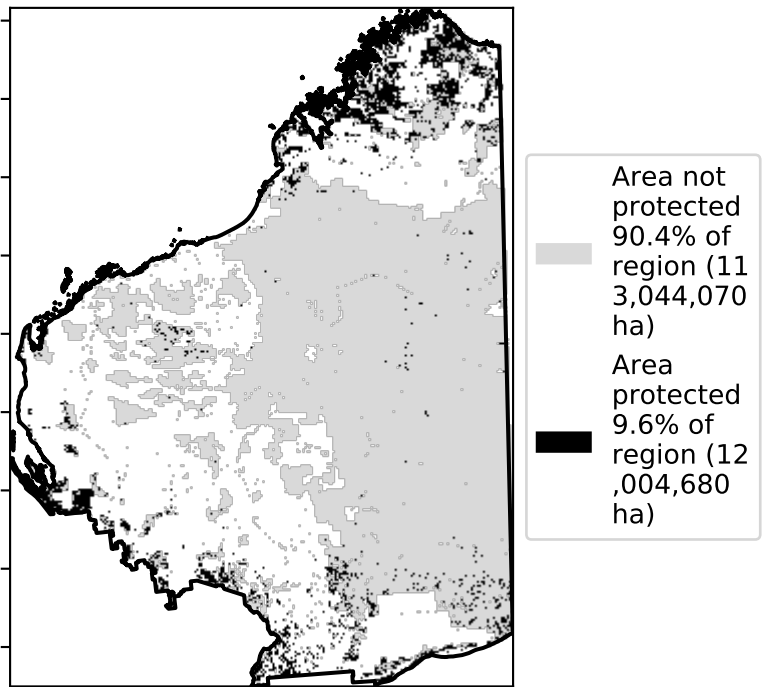 Area not
protected
90.4% of
region (11
3,044,070
ha)
Area
protected
9.6% of
region (12
,004,680
ha)